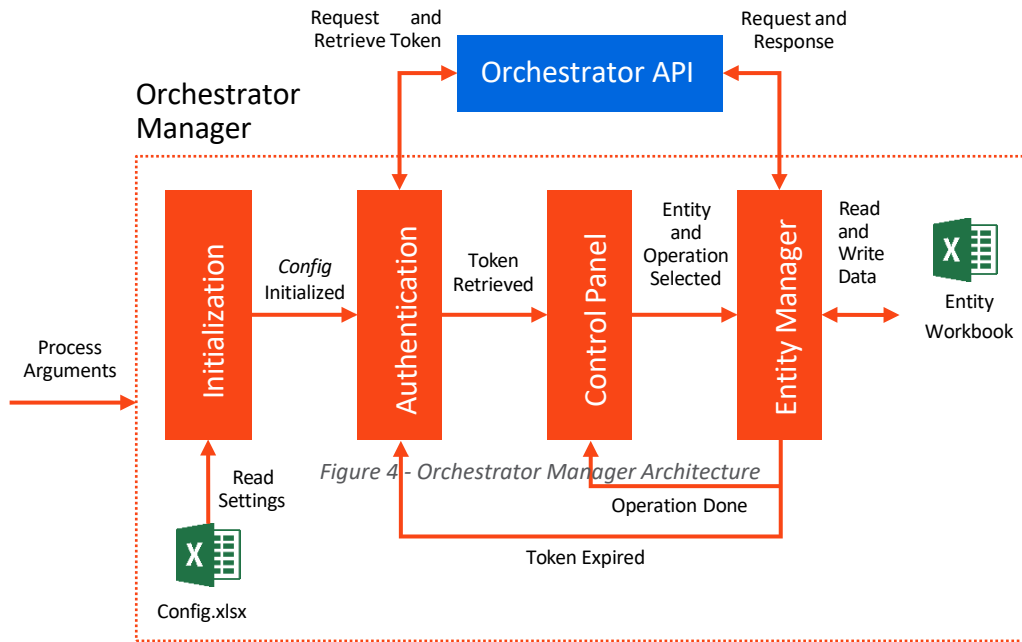 Request and
Retrieve Token
Request and
Response
Orchestrator API
Orchestrator
Manager
Initialization
Config
Initialized
Authentication
Token
Retrieved
Control Panel
Entity
and
Operation
Selected
Entity Manager
Read
and
Write
Data
X
Entity
Workbook
Process
Arguments
Figure 4 - Orchestrator Manager Architecture
Read
Settings
Operation Done
Token Expired
X
Config.xlsx